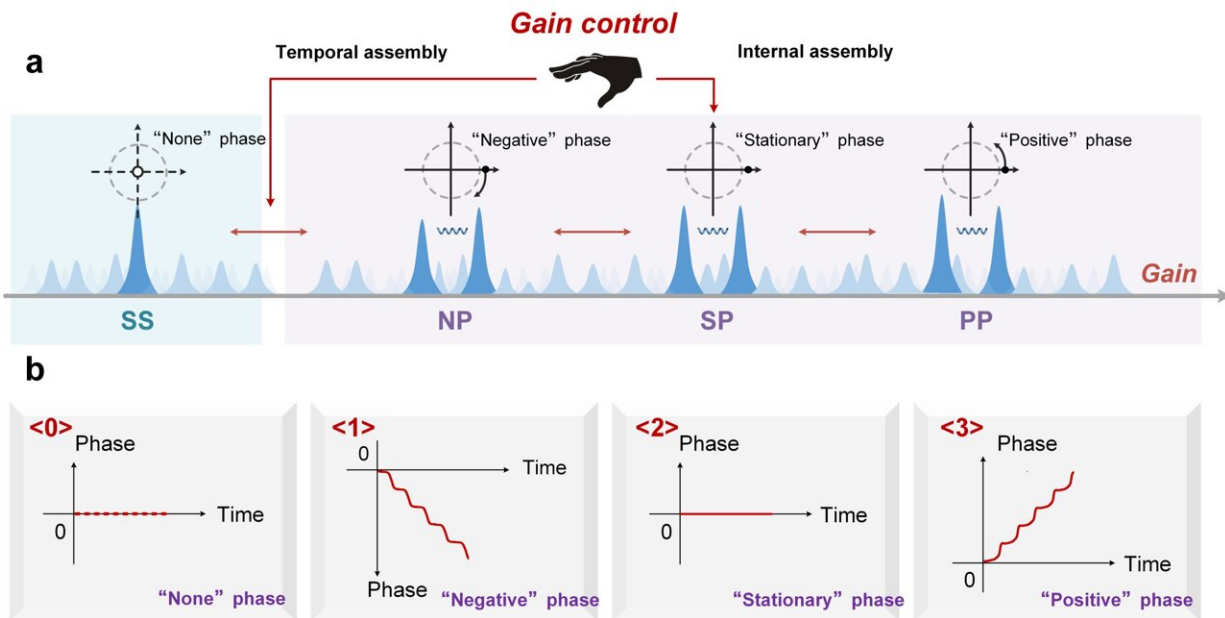 Gain control
Temporal assembly
Internal assembly
a
“None” phase
“Negative” phase
“Stationary” phase
“Positive” phase
Gain
SS
NP
SP
PP
b
<0>
Phase
0
Time
“None” phase
<1>
0
Time
Phase
“Negative” phase
<2>
Phase
0
Time
“Stationary” phase
<3>
Phase
0
Time
“Positive” phase